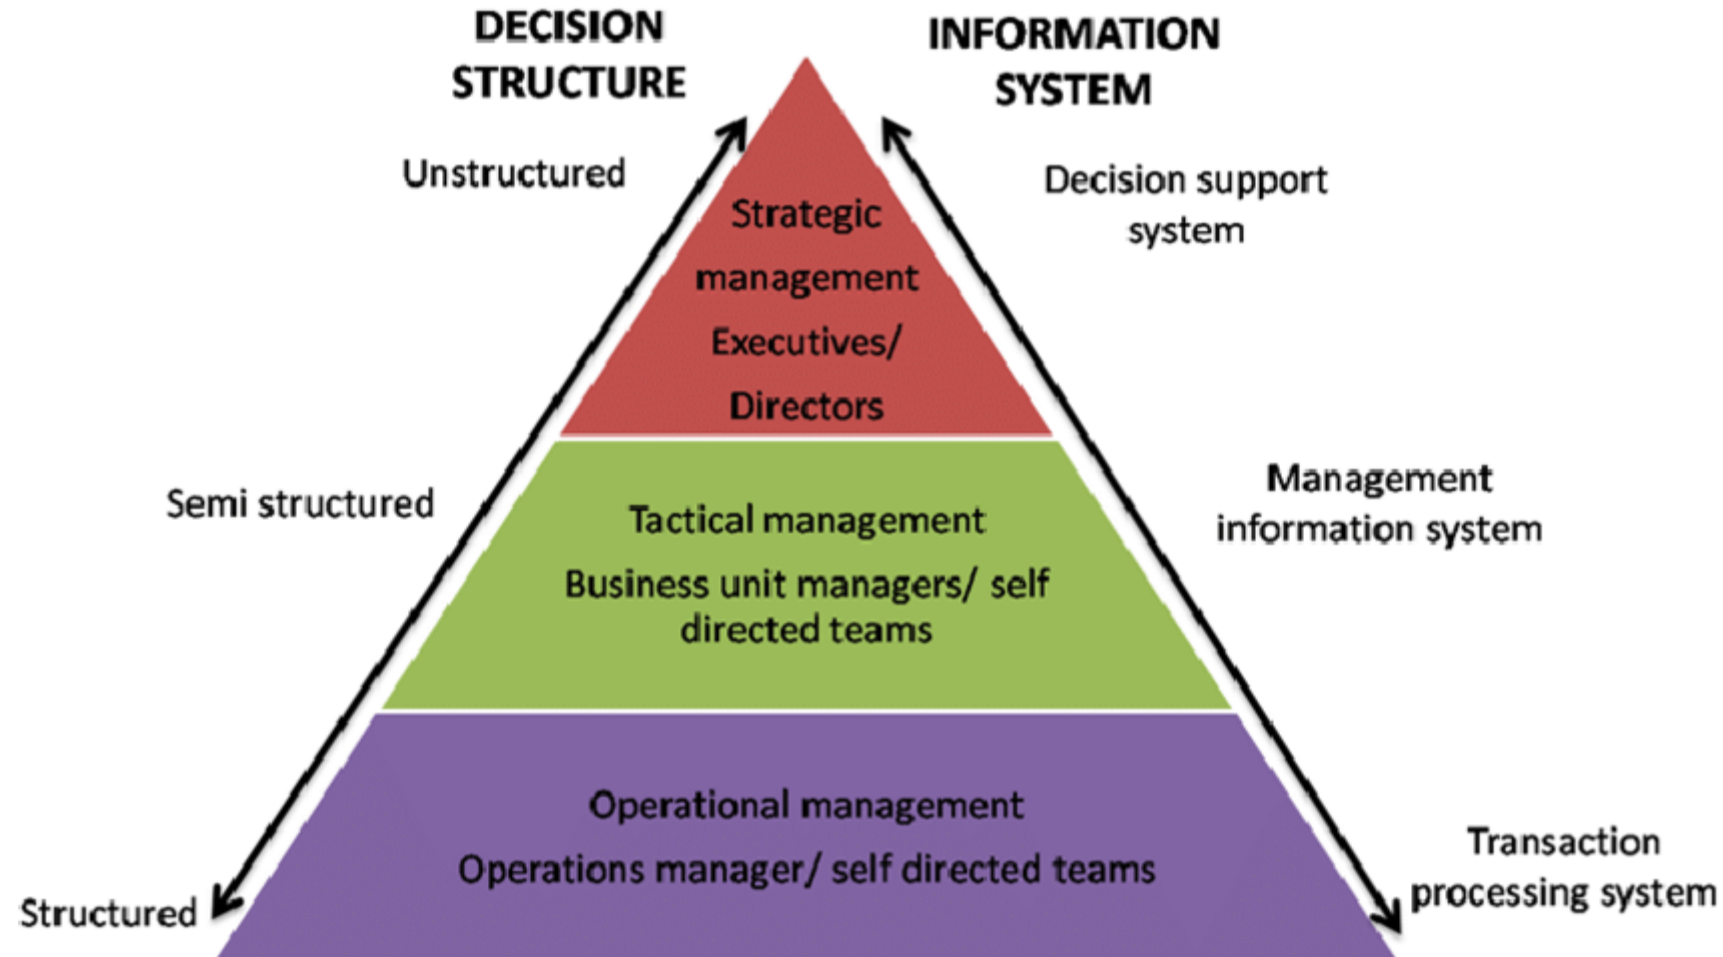 DECISION
STRUCTURE
INFORMATION
SYSTEM
Unstructured
Decision support
system
Strategic
management
Executives/
Directors
Semi structured
Management
information system
Tactical management
Business unit managers/ self
directed teams
Operational management
Operations manager/ self directed teams
Structured
Transaction
processing system